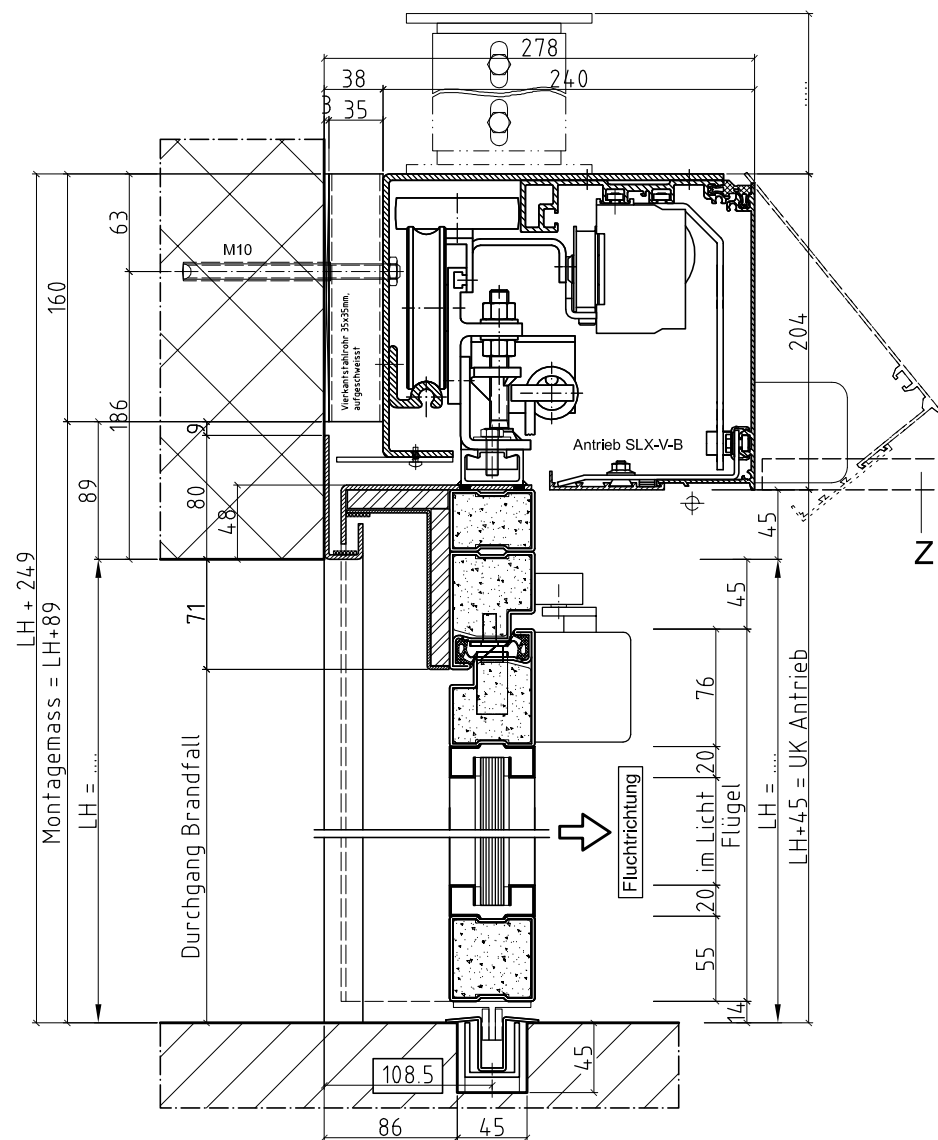 278
38
240
3
35
.....
63
M10
160
186
204
Vierkantstahlrohr 35x35mm,
aufgeschweisst
9
Antrieb SLX-V-B
89
80
48
45
Z
LH + 249
Montagemass = LH+89
LH = .....
71
45
76
20
Durchgang Brandfall
Fluchtrichtung
im Licht
Flügel
LH = .....
LH+45 = UK Antrieb
20
55
14
108.5
45
86
45